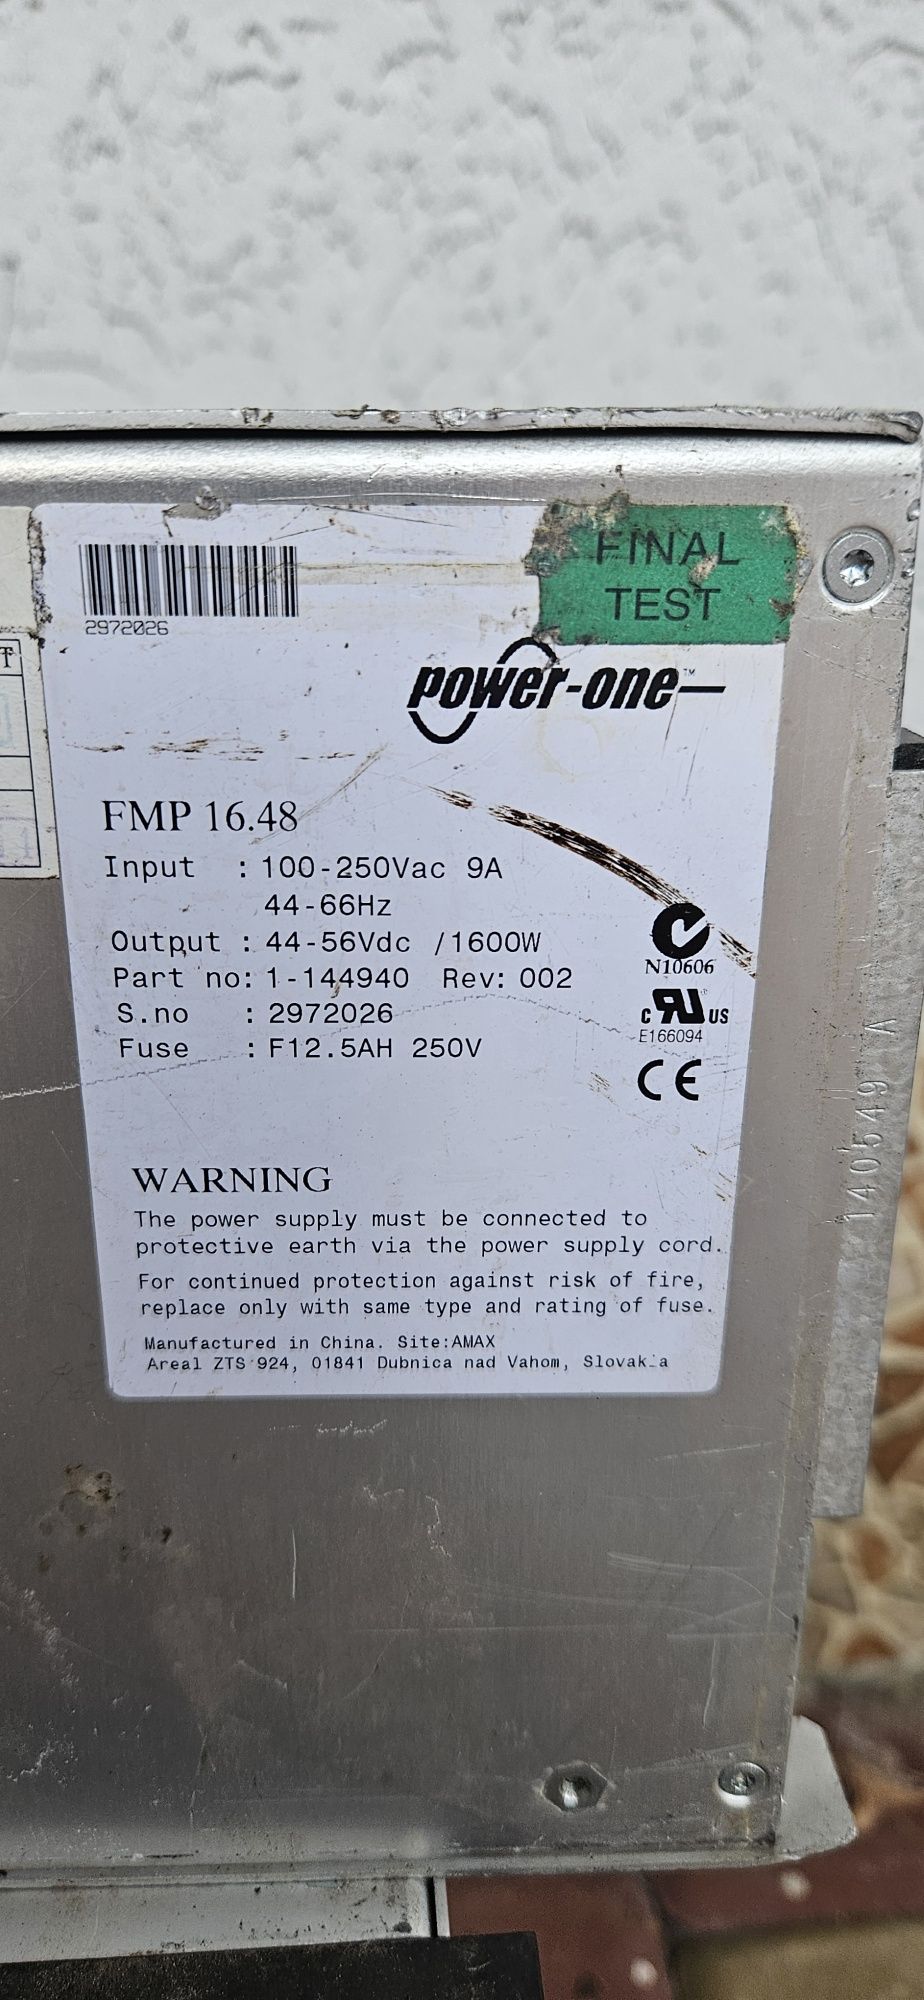 FINAL
TEST
2972026
power-one™
FMP 16.48
Input : 100-250Vac 9A
44-66Hz
Output : 44-56Vdc /1600W
Part no: 1-144940 Rev: 002
S.no : 2972026
Fuse : F12.5AH 250V
N10606
c RU US
E166094
CE
WARNING
The power supply must be connected to
protective earth via the power supply cord.
For continued protection against risk of fire,
replace only with same type and rating of fuse.
Manufactured in China. Site:AMAX
Areal ZTS 924, 01841 Dubnica nad Vahom, Slovakia
140549 A
T